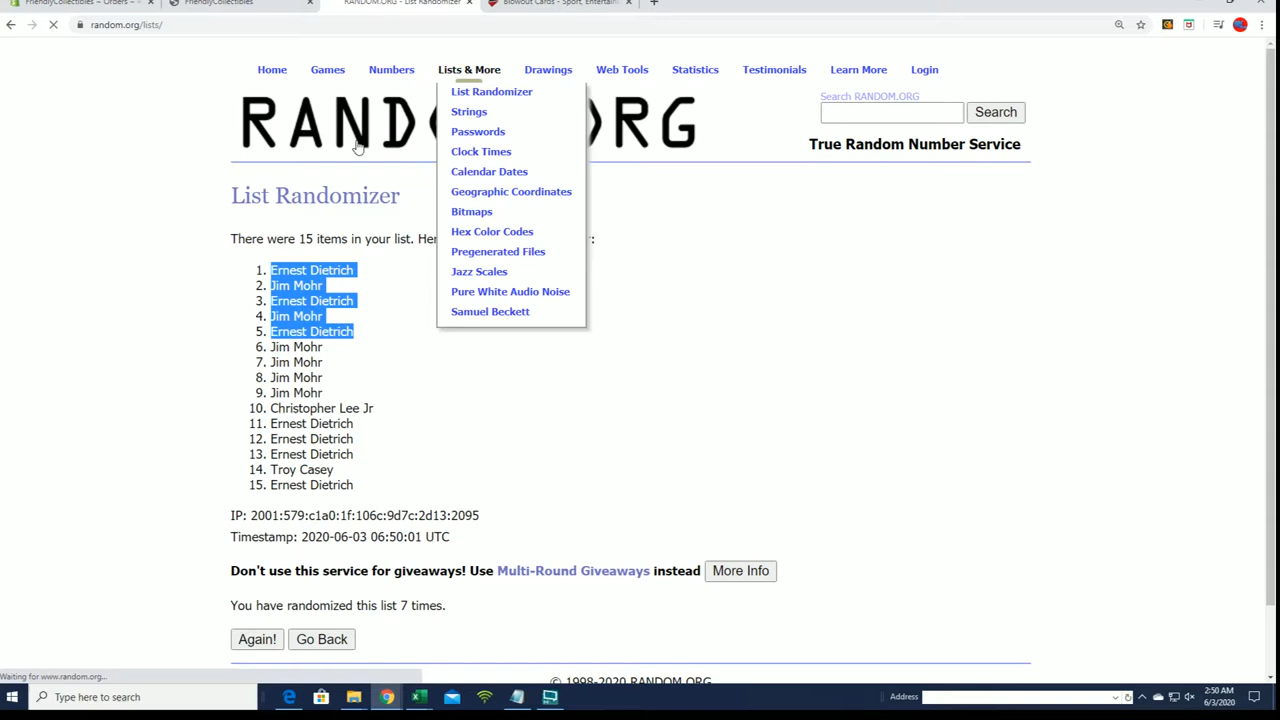 FriendlyCollectibles ~ Orders ~
FriendlyCollectibles
RANDOM.ORG - List Randomizer
Blowout Cards - Sport, Entertain
random.org/lists/
Home Games Numbers Lists & More Drawings Web Tools Statistics Testimonials Learn More Login
List Randomizer
Strings
Passwords
Clock Times
Calendar Dates
Geographic Coordinates
Bitmaps
Hex Color Codes
Pregenerated Files
Jazz Scales
Pure White Audio Noise
Samuel Beckett
Search RANDOM.ORG
Search
RAND RG
True Random Number Service
List Randomizer
There were 15 items in your list. Her :
1. Ernest Dietrich
2. Jim Mohr
3. Ernest Dietrich
4. Jim Mohr
5. Ernest Dietrich
6. Jim Mohr
7. Jim Mohr
8. Jim Mohr
9. Jim Mohr
10. Christopher Lee Jr
11. Ernest Dietrich
12. Ernest Dietrich
13. Ernest Dietrich
14. Troy Casey
15. Ernest Dietrich
IP: 2001:579:c1a0:1f:106c:9d7c:2d13:2095
Timestamp: 2020-06-03 06:50:01 UTC
Don't use this service for giveaways! Use Multi-Round Giveaways instead More Info
You have randomized this list 7 times.
Again! Go Back
© 1998-2020 RANDOM.ORG
Waiting for www.random.org...
Type here to search
Address
2:50 AM
6/3/2020